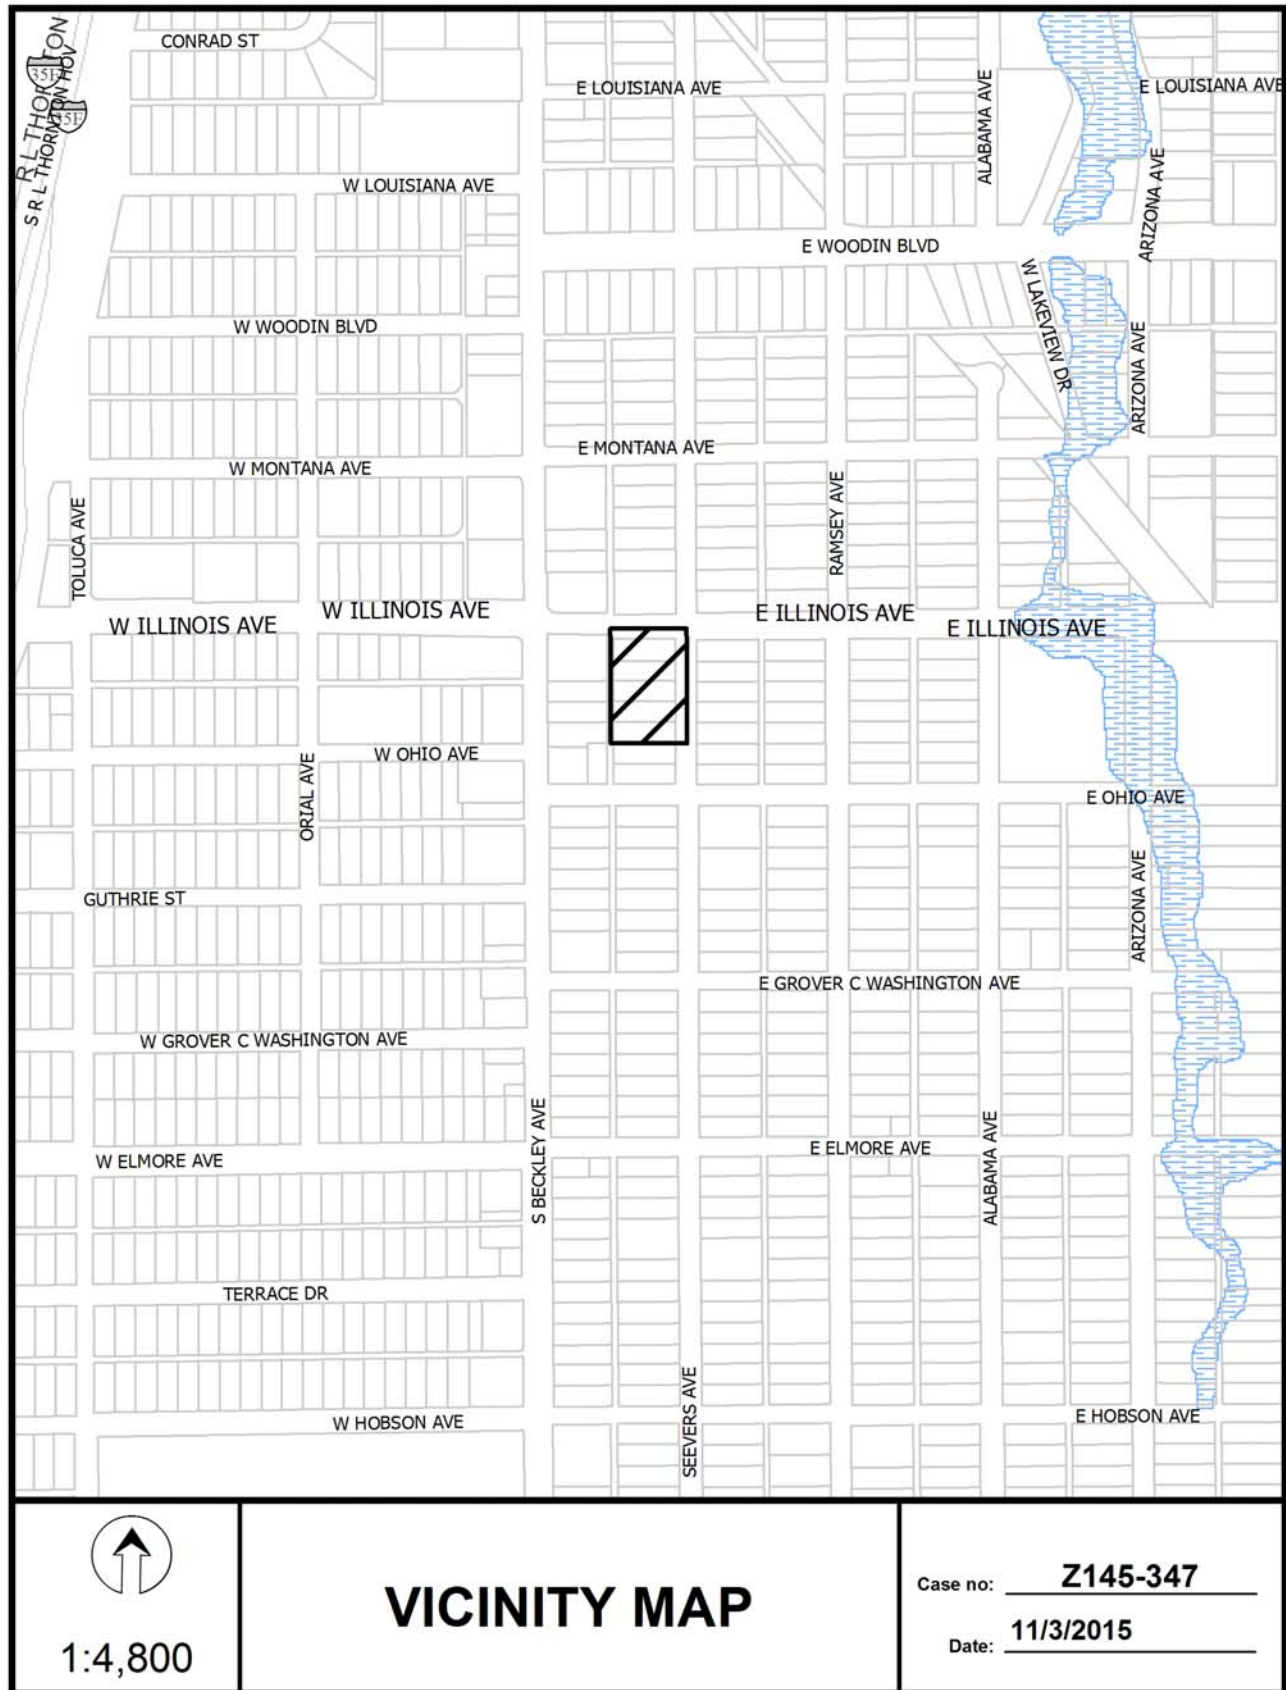 CONRAD ST
R L THORNTON
S R L THORNTON HOV
35E
35E
E LOUISIANA AVE
ALABAMA AVE
E LOUISIANA AVE
W LOUISIANA AVE
ARIZONA AVE
E WOODIN BLVD
W LAKEVIEW DR
W WOODIN BLVD
ARIZONA AVE
E MONTANA AVE
W MONTANA AVE
TOLUCA AVE
RAMSEY AVE
W ILLINOIS AVE
W ILLINOIS AVE
E ILLINOIS AVE
E ILLINOIS AVE
W OHIO AVE
ORIAL AVE
E OHIO AVE
GUTHRIE ST
ARIZONA AVE
E GROVER C WASHINGTON AVE
W GROVER C WASHINGTON AVE
S BECKLEY AVE
ALABAMA AVE
E ELMORE AVE
W ELMORE AVE
TERRACE DR
SEEVERS AVE
W HOBSON AVE
E HOBSON AVE
1:4,800
VICINITY MAP
Case no: Z145-347
Date: 11/3/2015